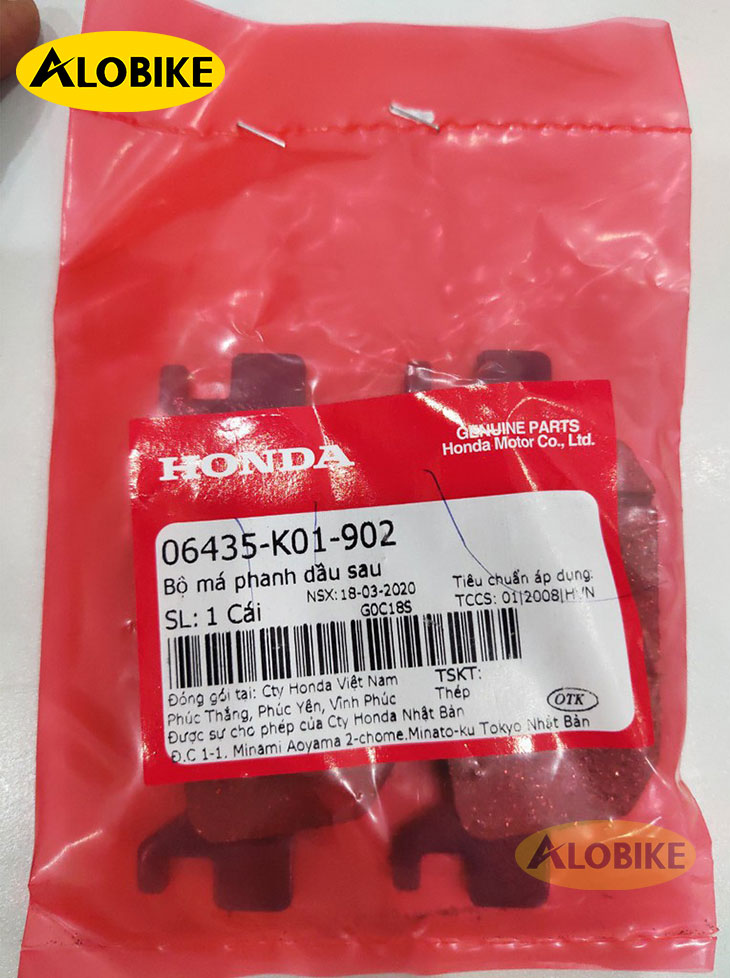 ALOBIKE
HONDA
GENUINE PARTS
Honda Motor Co., Ltd.
06435-K01-902
Bộ má phanh dầu sau
NSX: 18-03-2020
Tiêu chuẩn áp dụng:
SL: 1 Cái
G0C18S
TCCS: 01|2008|HVN
Đóng gói tại: Cty Honda Việt Nam
TSKT:
Phúc Thắng, Phúc Yên, Vĩnh Phúc
Thép
Được sự cho phép của Cty Honda Nhật Bản
OTK
Đ.C 1-1, Minami Aoyama 2-chome.Minato-ku Tokyo Nhật Bản
ALOBIKE